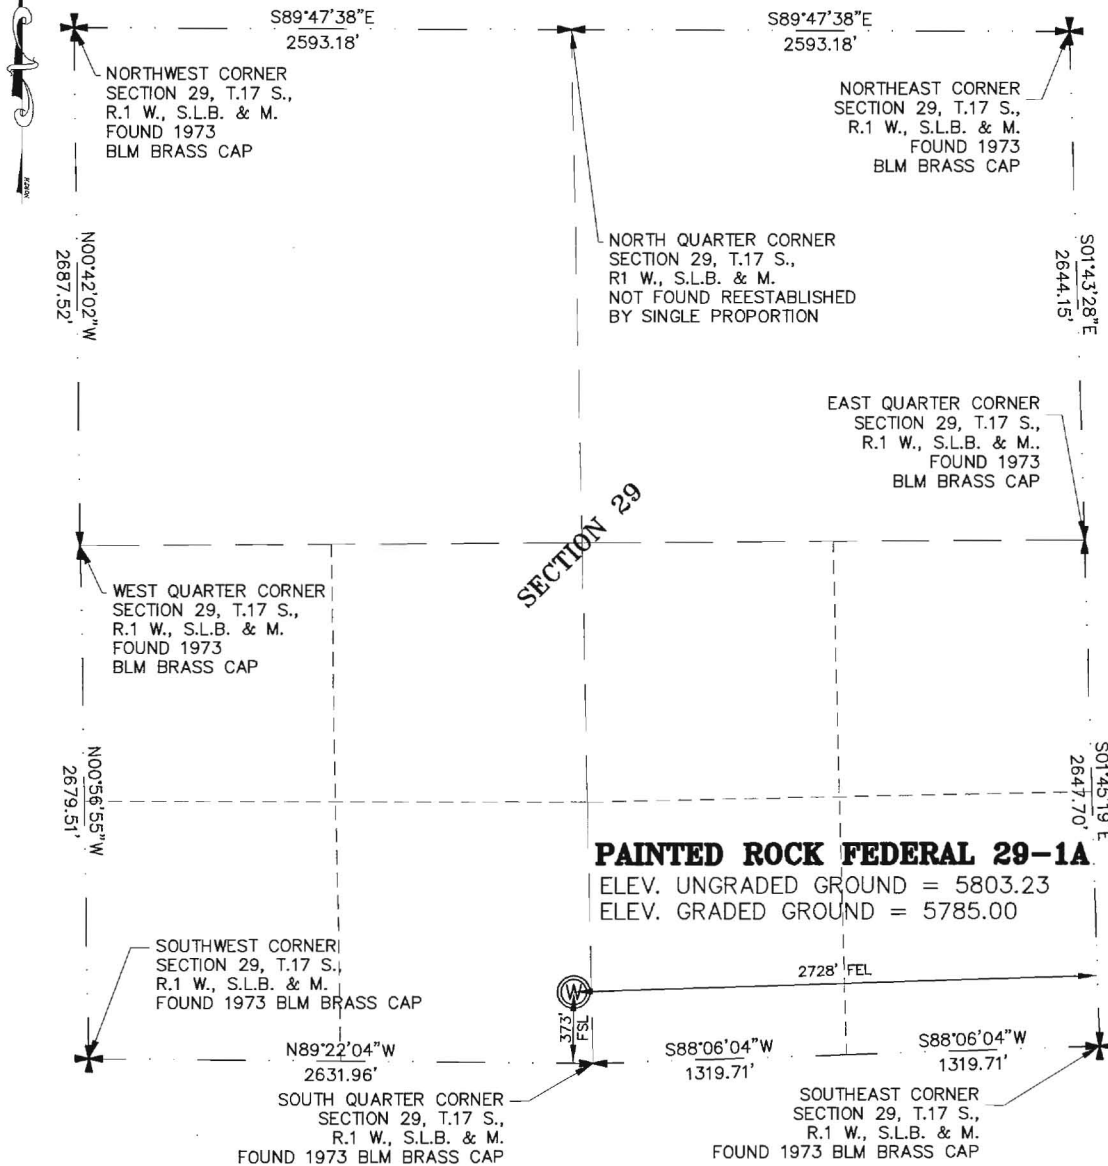 S89°47'38"E
2593.18'
S89°47'38"E
2593.18'
NORTHWEST CORNER
SECTION 29, T.17 S.,
R.1 W., S.L.B. & M.
FOUND 1973
BLM BRASS CAP
NORTHEAST CORNER
SECTION 29, T.17 S.,
R.1 W., S.L.B. & M.
FOUND 1973
BLM BRASS CAP
NORTH QUARTER CORNER
SECTION 29, T.17 S.,
R1 W., S.L.B. & M.
NOT FOUND REESTABLISHED
BY SINGLE PROPORTION
N00°42'02"W
2687.52'
S01°43'28"E
2644.15'
EAST QUARTER CORNER
SECTION 29, T.17 S.,
R.1 W., S.L.B. & M..
FOUND 1973
BLM BRASS CAP
SECTION 29
WEST QUARTER CORNER
SECTION 29, T.17 S.,
R.1 W., S.L.B. & M.
FOUND 1973
BLM BRASS CAP
N00°56'55"W
2679.51'
S01°45'19"E
2647.70'
PAINTED ROCK FEDERAL 29-1A
ELEV. UNGRADED GROUND = 5803.23
ELEV. GRADED GROUND = 5785.00
SOUTHWEST CORNER
SECTION 29, T.17 S.,
R.1 W., S.L.B. & M.
FOUND 1973 BLM BRASS CAP
W
2728' FEL
373'
FSL
N89°22'04"W
2631.96'
S88°06'04"W
1319.71'
S88°06'04"W
1319.71'
SOUTH QUARTER CORNER
SECTION 29, T.17 S.,
R.1 W., S.L.B. & M.
FOUND 1973 BLM BRASS CAP
SOUTHEAST CORNER
SECTION 29, T.17 S.,
R.1 W., S.L.B. & M.
FOUND 1973 BLM BRASS CAP